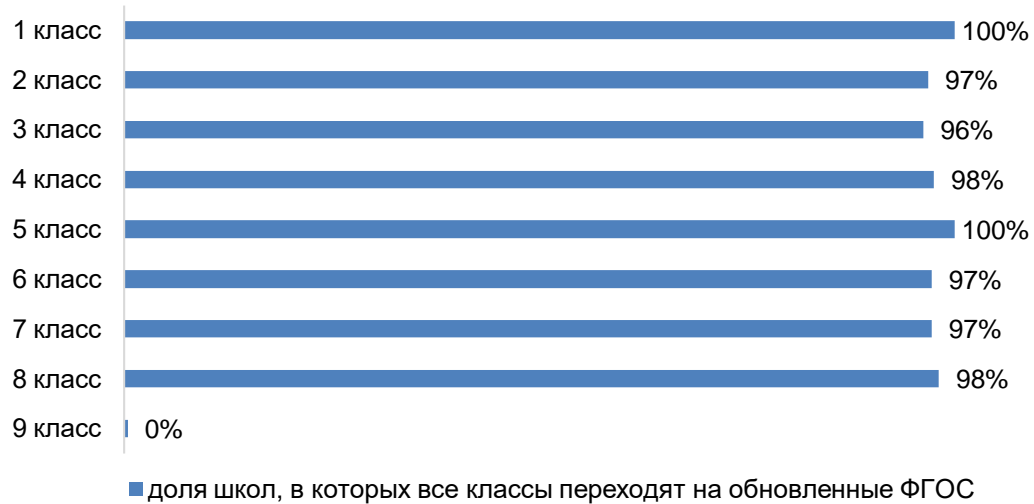 1 класс 100%
2 класс 97%
3 класс 96%
4 класс 98%
5 класс 100%
6 класс 97%
7 класс 97%
8 класс 98%
9 класс 0%
доля школ, в которых все классы переходят на обновленные ФГОС